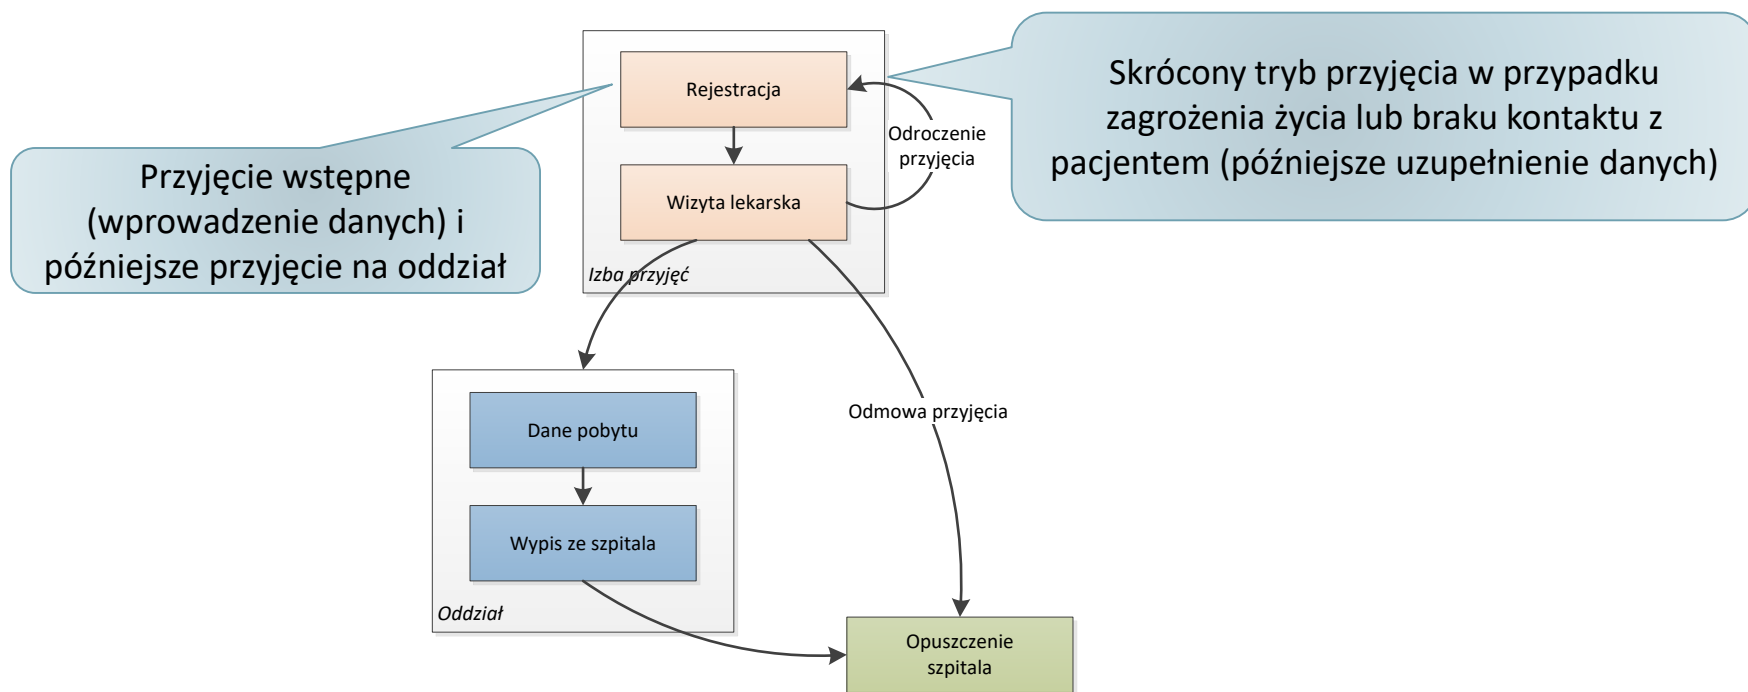 Rejestracja
Skrócony tryb przyjęcia w przypadku
zagrożenia życia lub braku kontaktu z
pacjentem (późniejsze uzupełnienie danych)
Odroczenie
przyjęcia
Przyjęcie wstępne
(wprowadzenie danych) i
późniejsze przyjęcie na oddział
Wizyta lekarska
Izba przyjęć
Odmowa przyjęcia
Dane pobytu
Wypis ze szpitala
Oddział
Opuszczenie
szpitala